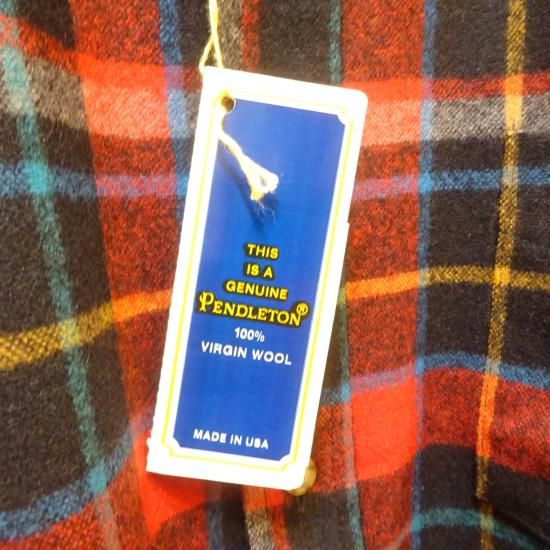 THIS
IS A
GENUINE
PENDLETON®
100%
VIRGIN WOOL
MADE IN USA